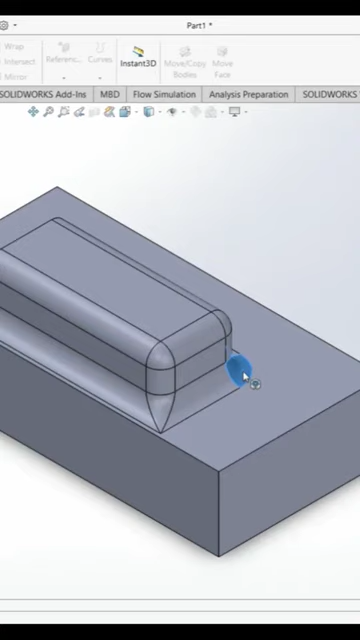 Part1 *
Wrap
Intersect
Mirror
Referenc...
Curves
Instant3D
Move/Copy
Bodies
Move
Face
SOLIDWORKS Add-Ins
MBD
Flow Simulation
Analysis Preparation
SOLIDWORKS